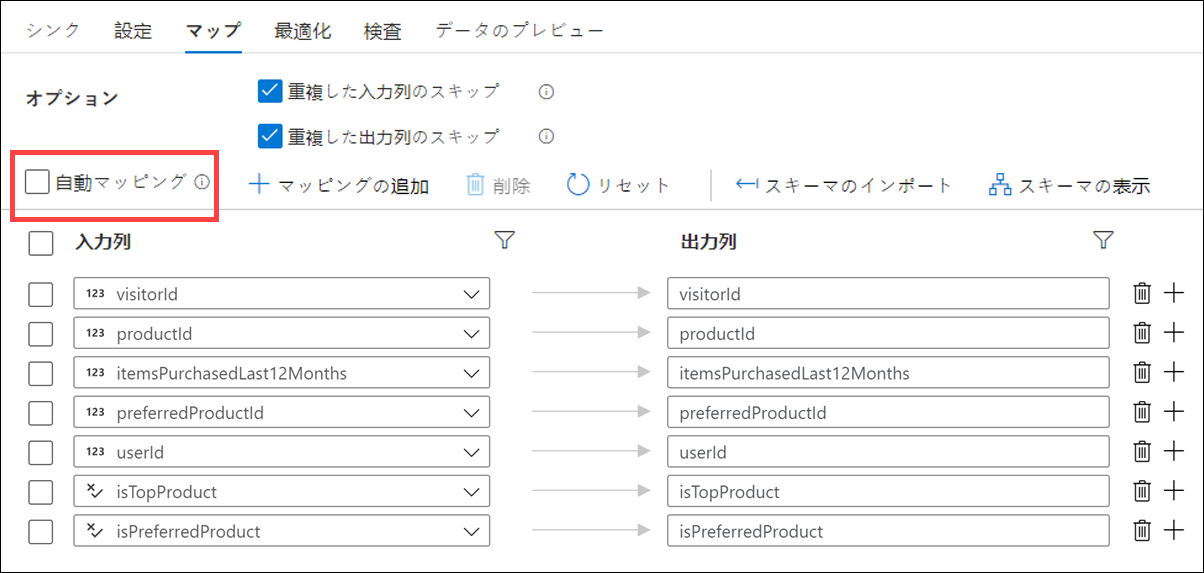 シンク 設定 マップ 最適化 検査 データのプレビュー
オプション
重複した入力列のスキップ
重複した出力列のスキップ
自動マッピング マッピングの追加 削除 リセット スキーマのインポート スキーマの表示
入力列 出力列
123 visitorId visitorId
123 productId productId
123 itemsPurchasedLast12Months itemsPurchasedLast12Months
123 preferredProductId preferredProductId
123 userId userId
isTopProduct isTopProduct
isPreferredProduct isPreferredProduct